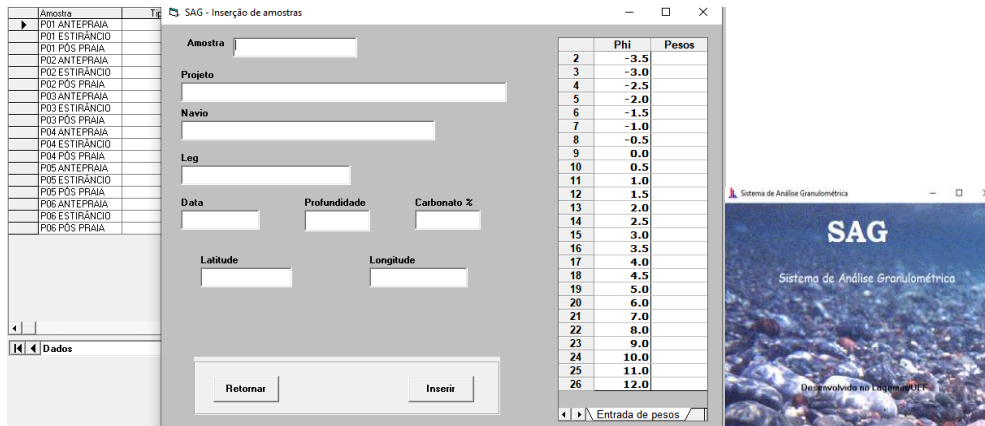 Amostra
Tip
P01 ANTEPRAIA
P01 ESTIRÂNCIO
P01 PÓS PRAIA
P02 ANTEPRAIA
P02 ESTIRÂNCIO
P02 PÓS PRAIA
P03 ANTEPRAIA
P03 ESTIRÂNCIO
P03 PÓS PRAIA
P04 ANTEPRAIA
P04 ESTIRÂNCIO
P04 PÓS PRAIA
P05 ANTEPRAIA
P05 ESTIRÂNCIO
P05 PÓS PRAIA
P06 ANTEPRAIA
P06 ESTIRÂNCIO
P06 PÓS PRAIA
Dados
SAG - Inserção de amostras
Amostra
Projeto
Navio
Leg
Data Profundidade Carbonato %
Latitude Longitude
Retornar Inserir
Phi Pesos
2 -3.5
3 -3.0
4 -2.5
5 -2.0
6 -1.5
7 -1.0
8 -0.5
9 0.0
10 0.5
11 1.0
12 1.5
13 2.0
14 2.5
15 3.0
16 3.5
17 4.0
18 4.5
19 5.0
20 6.0
21 7.0
22 8.0
23 9.0
24 10.0
25 11.0
26 12.0
Entrada de pesos
Sistema de Análise Granulométrica
SAG
Sistema de Análise Granulométrica
Desenvolvido no Lagemar/UFF